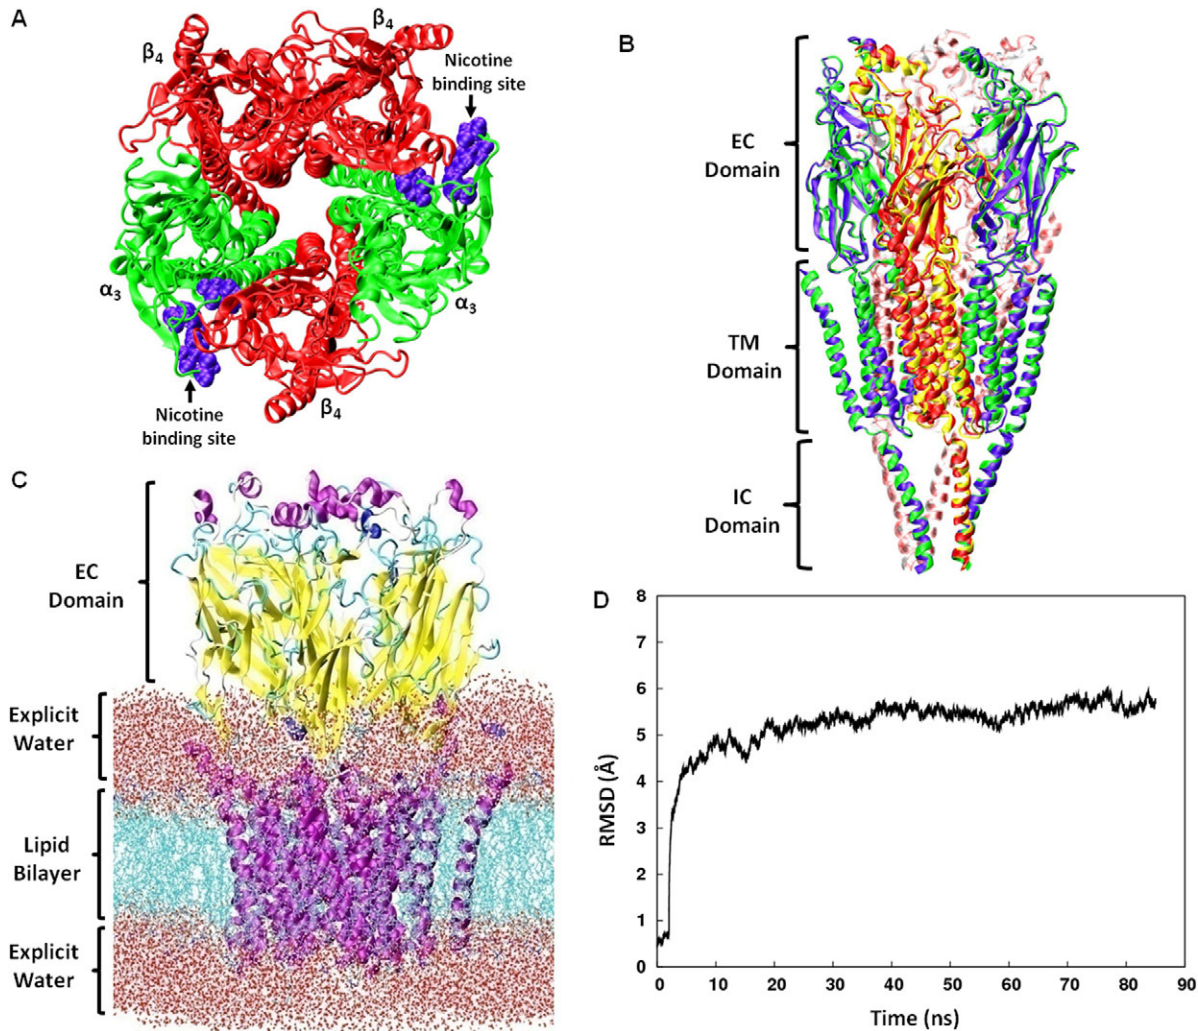 A
β4
β4
Nicotine
binding site
α3
α3
β4
Nicotine
binding site
B
EC
Domain
TM
Domain
IC
Domain
C
EC
Domain
Explicit
Water
Lipid
Bilayer
Explicit
Water
D
RMSD (Å)
8
7
6
5
4
3
2
1
0
0 10 20 30 40 50 60 70 80 90
Time (ns)